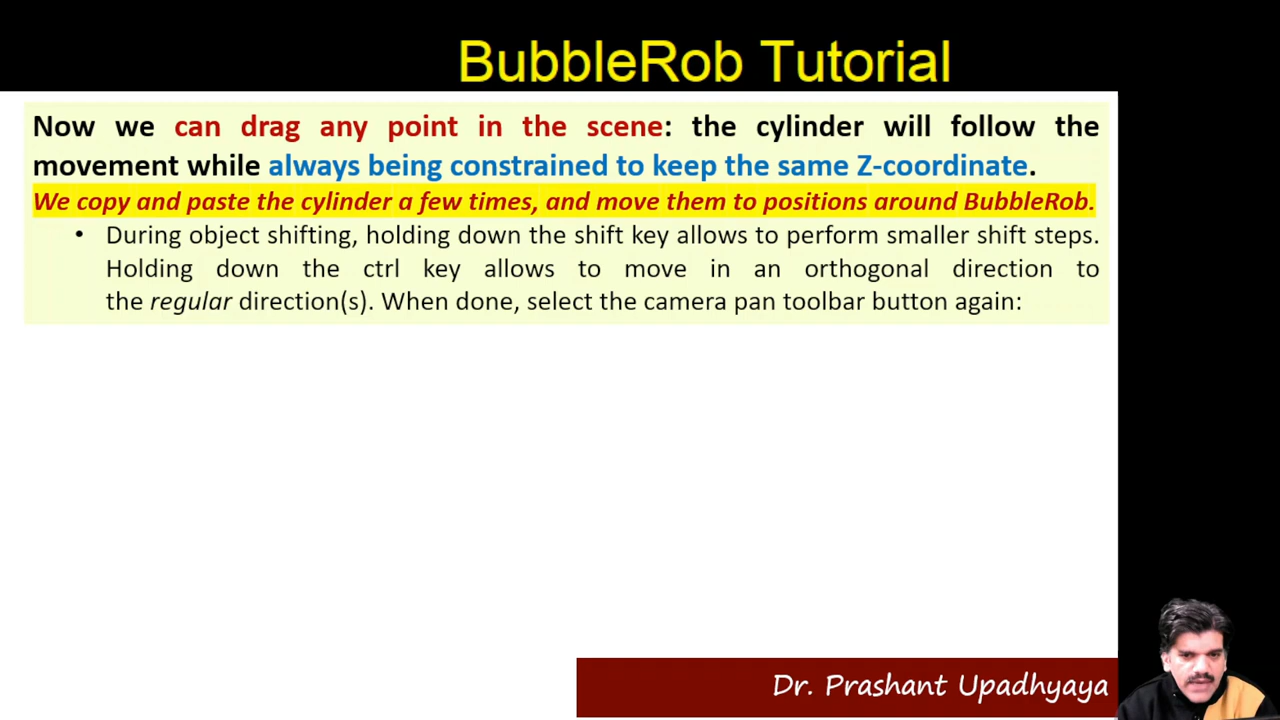 BubbleRob Tutorial
Now we can drag any point in the scene: the cylinder will follow the
movement while always being constrained to keep the same Z-coordinate.
We copy and paste the cylinder a few times, and move them to positions around BubbleRob.
• During object shifting, holding down the shift key allows to perform smaller shift steps.
Holding down the ctrl key allows to move in an orthogonal direction to
the regular direction(s). When done, select the camera pan toolbar button again:
Dr. Prashant Upadhyaya